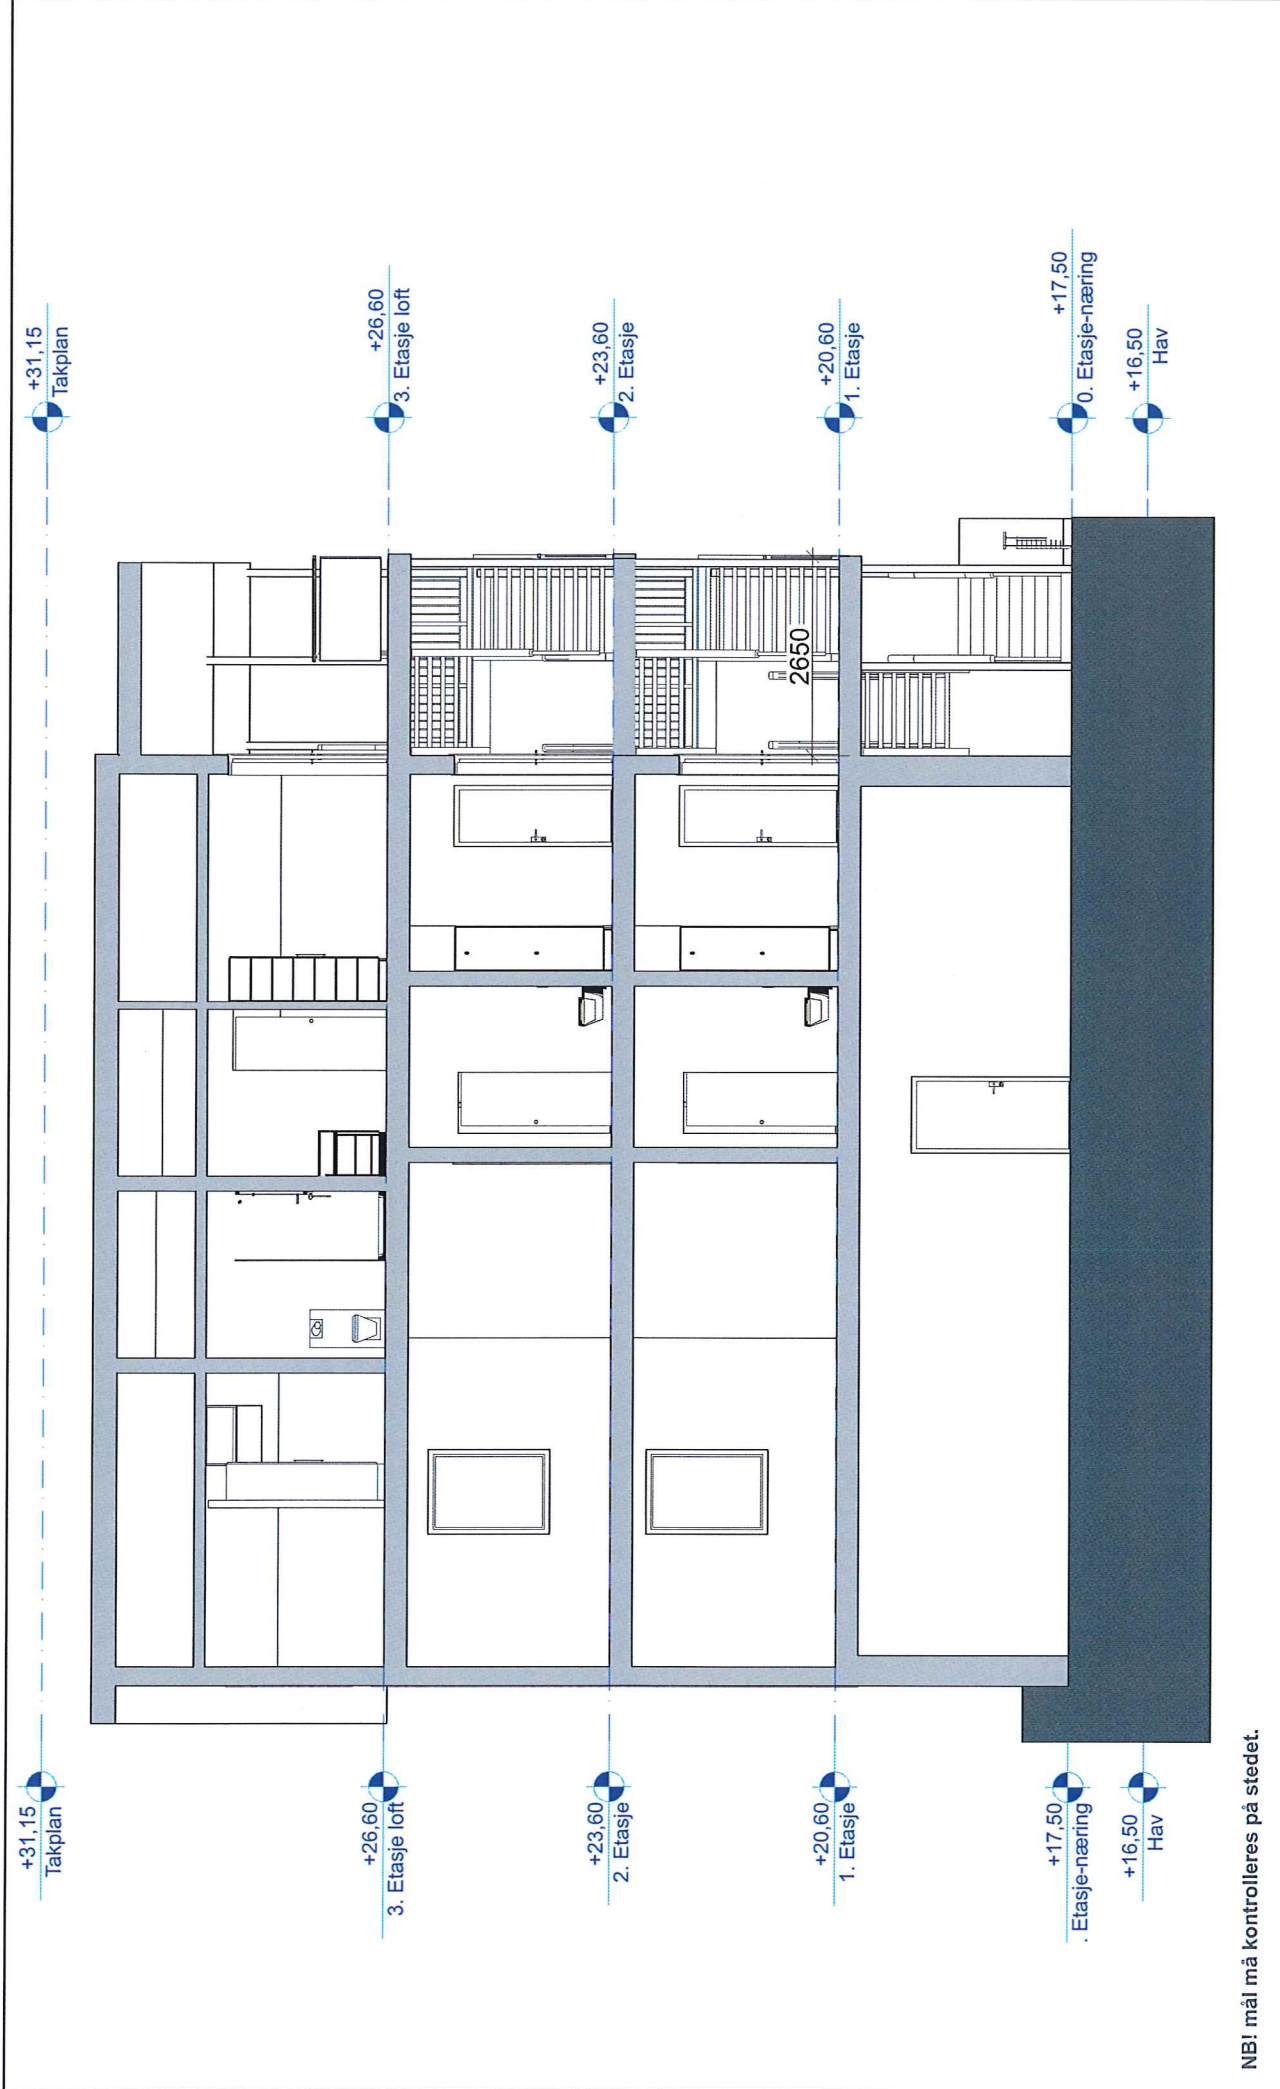 +31,15
Takplan
+31,15
Takplan
+26,60
3. Etasje loft
+26,60
3. Etasje loft
+23,60
2. Etasje
+23,60
2. Etasje
2650
+20,60
1. Etasje
+20,60
1. Etasje
+17,50
. Etasje-næring
+17,50
0. Etasje-næring
+16,50
Hav
+16,50
Hav
NB! mål må kontrolleres på stedet.